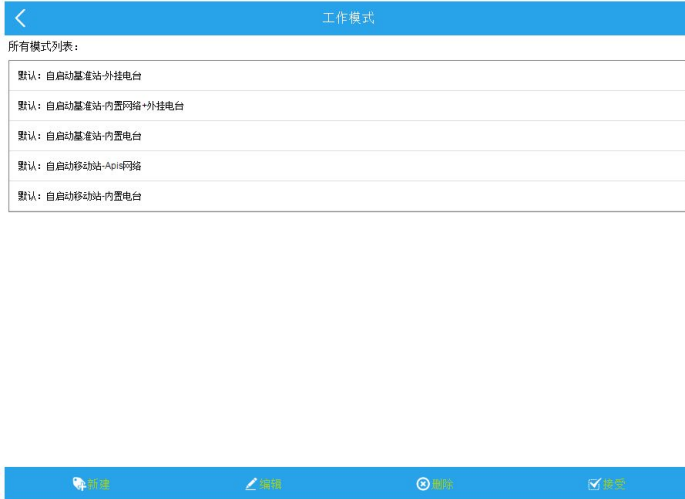 工作模式
所有模式列表：
默认：自启动基准站-外挂电台
默认：自启动基准站-内置网络+外挂电台
默认：自启动基准站-内置电台
默认：自启动移动站-Apis网络
默认：自启动移动站-内置电台
新建 编辑 删除 接受